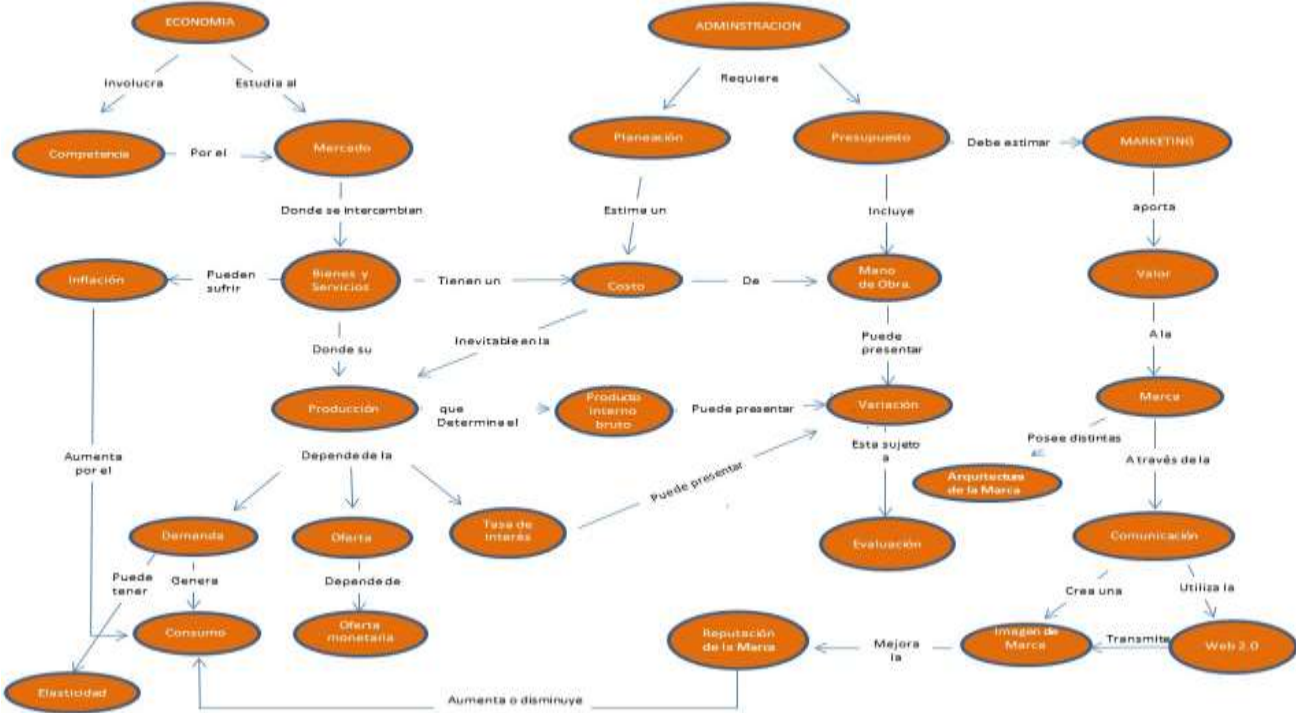 ECONOMIA
ADMINSTRACION
Involucra
Estudia al
Requiere
Competencia
Por el
Mercado
Planeación
Presupuesto
Debe estimar
MARKETING
Donde se intercambian
Estima un
Incluye
aporta
Inflación
Pueden
sufrir
Bienes y
Servicios
Tienen un
Costo
De
Mano
de Obra.
Valor
Donde su
Inevitable en la
Puede
presentar
A la
Producción
que
Determina el
Producto
interno
bruto
Puede presentar
Variación
Marca
Aumenta
por el
Depende de la
Puede presentar
Esta sujeto
a
Posee distintas
A través de la
Arquitectura
de la Marca
Demanda
Oferta
Tasa de
interés
Evaluación
Comunicación
Puede
tener
Genera
Depende de
Crea una
Utiliza la
Consumo
Oferta
monetaria
Reputación
de la Marca
Mejora
la
Imagen de
Marca
Transmite
Web 2.0
Elasticidad
Aumenta o disminuye